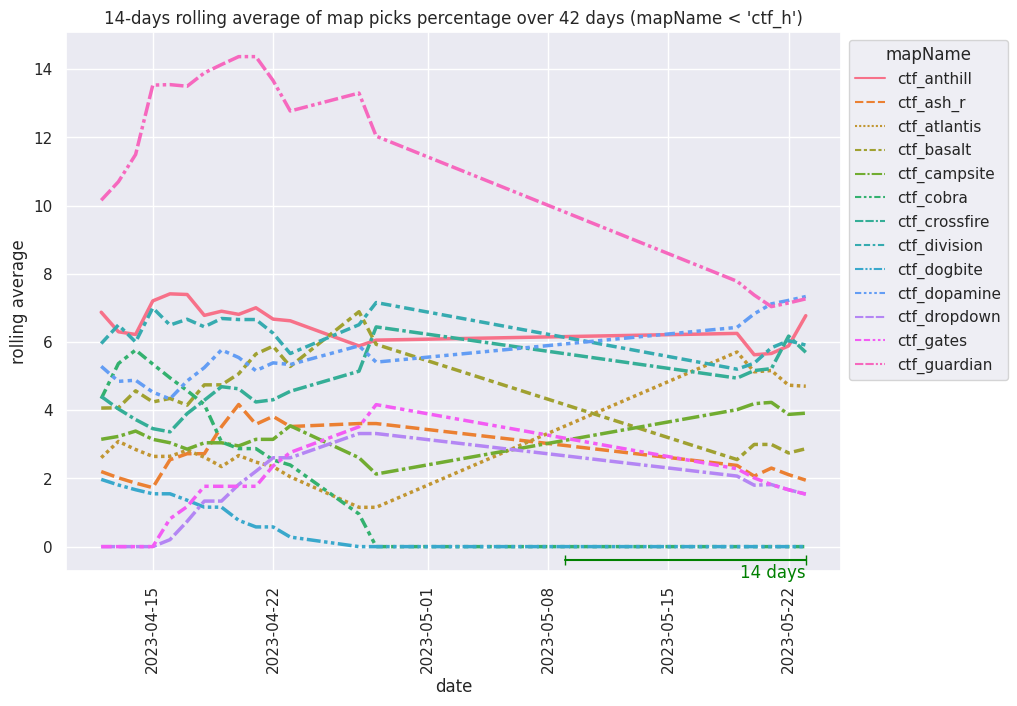 14-days rolling average of map picks percentage over 42 days (mapName < 'ctf_h')
14
12
10
8
6
4
2
0
rolling average
14 days
2023-04-15
2023-04-22
2023-05-01
2023-05-08
2023-05-15
2023-05-22
date
mapName
ctf_anthill
ctf_ash_r
ctf_atlantis
ctf_basalt
ctf_campsite
ctf_cobra
ctf_crossfire
ctf_division
ctf_dogbite
ctf_dopamine
ctf_dropdown
ctf_gates
ctf_guardian